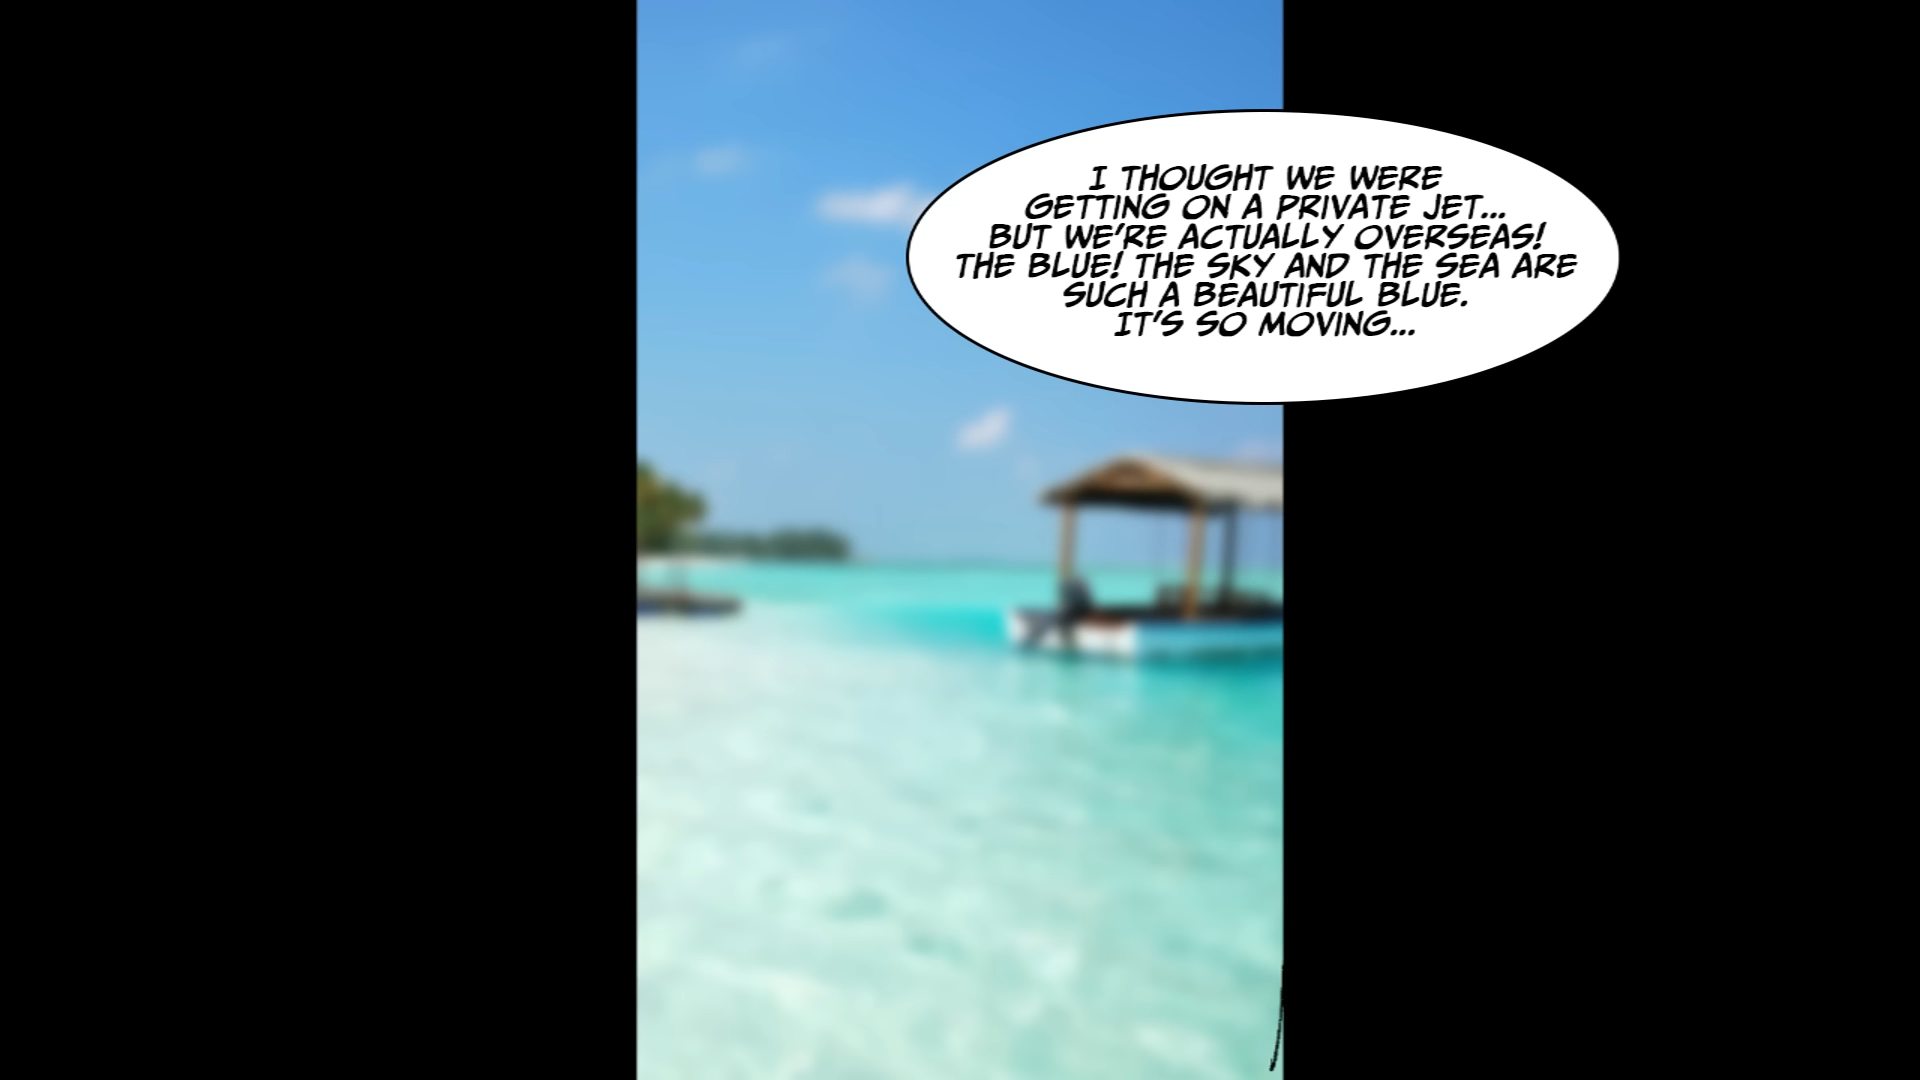 I THOUGHT WE WERE
GETTING ON A PRIVATE JET...
BUT WE'RE ACTUALLY OVERSEAS!
THE BLUE! THE SKY AND THE SEA ARE
SUCH A BEAUTIFUL BLUE.
IT'S SO MOVING...